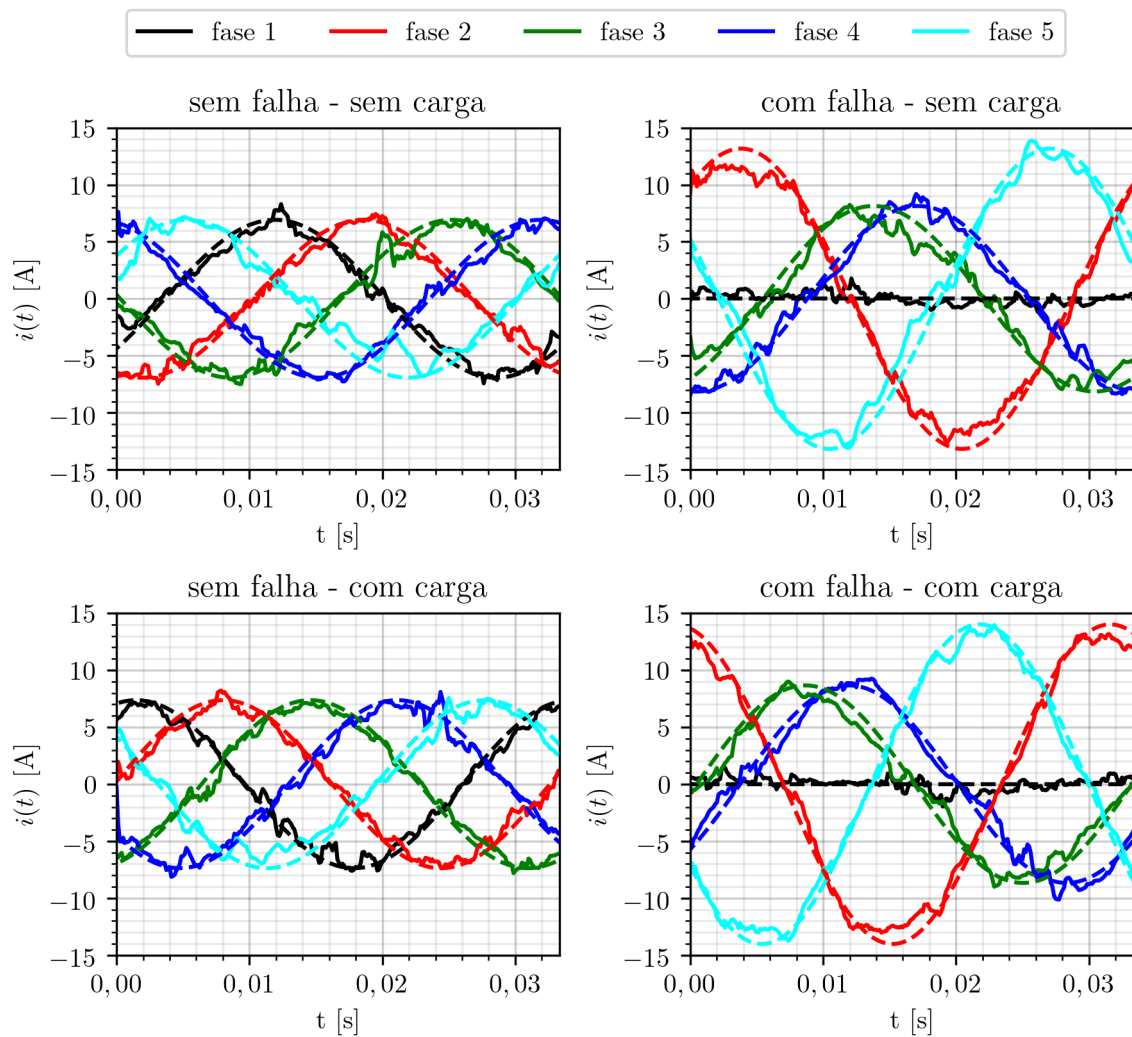 fase 1 fase 2 fase 3 fase 4 fase 5
sem falha - sem carga
15
10
5
0
−5
−10
−15
i(t) [A]
0,00 0,01 0,02 0,03
t [s]
com falha - sem carga
15
10
5
0
−5
−10
−15
i(t) [A]
0,00 0,01 0,02 0,03
t [s]
sem falha - com carga
15
10
5
0
−5
−10
−15
i(t) [A]
0,00 0,01 0,02 0,03
t [s]
com falha - com carga
15
10
5
0
−5
−10
−15
i(t) [A]
0,00 0,01 0,02 0,03
t [s]